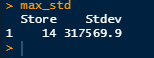 > max_std
  Store    Stdev
1    14 317569.9
>